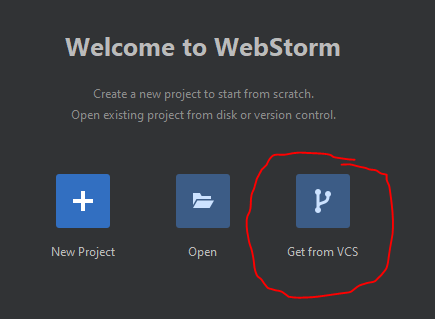 Welcome to WebStorm
Create a new project to start from scratch.
Open existing project from disk or version control.
New Project
Open
Get from VCS